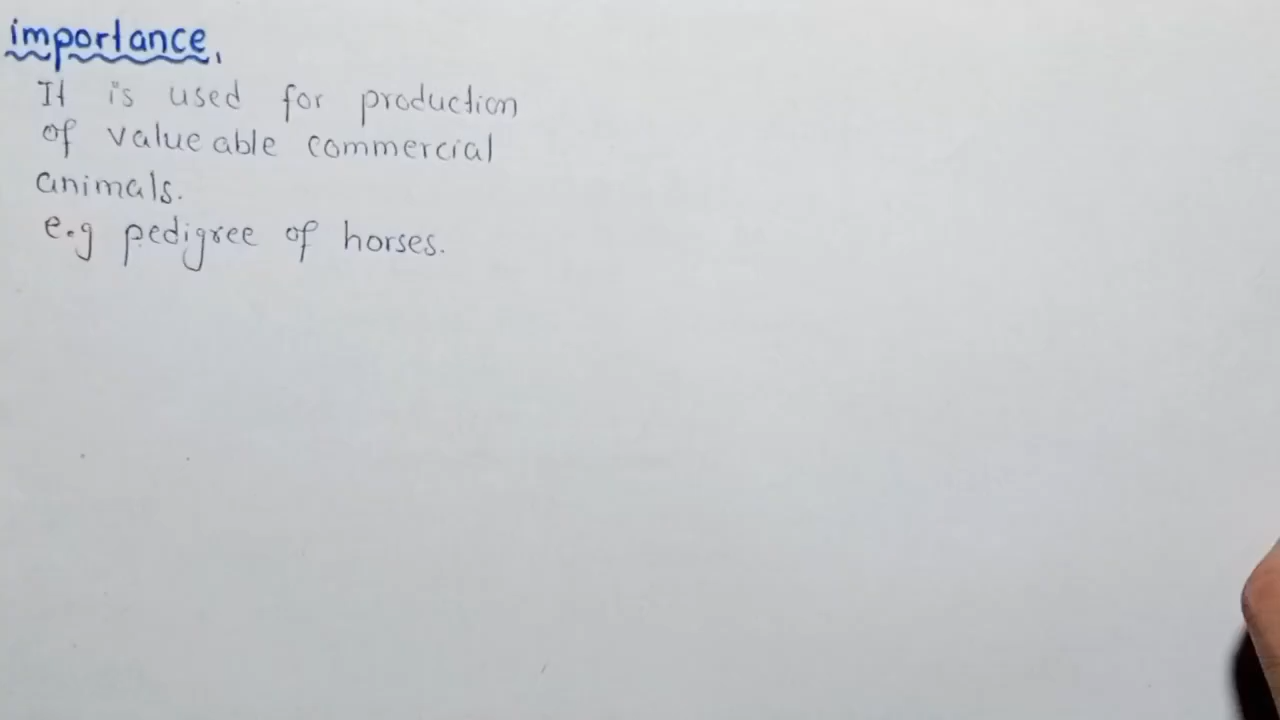 importance,
It is used for production
of valueable commercial
animals.
e.g pedigree of horses.